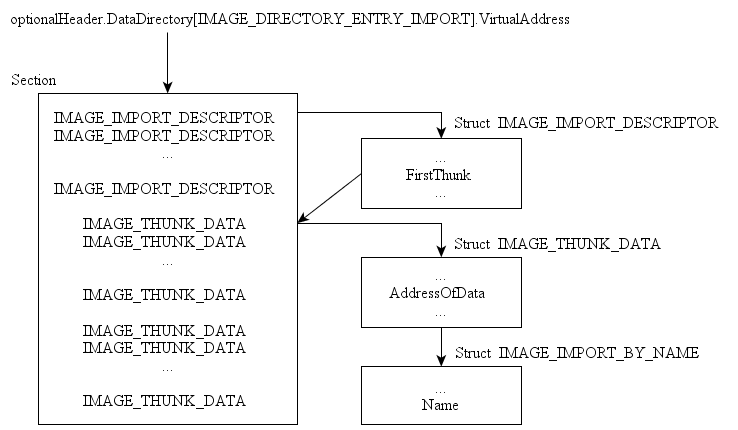 optionalHeader.DataDirectory[IMAGE_DIRECTORY_ENTRY_IMPORT].VirtualAddress
Section
IMAGE_IMPORT_DESCRIPTOR
IMAGE_IMPORT_DESCRIPTOR
...
IMAGE_IMPORT_DESCRIPTOR
IMAGE_THUNK_DATA
IMAGE_THUNK_DATA
...
IMAGE_THUNK_DATA
IMAGE_THUNK_DATA
IMAGE_THUNK_DATA
...
IMAGE_THUNK_DATA
Struct IMAGE_IMPORT_DESCRIPTOR
...
FirstThunk
...
Struct IMAGE_THUNK_DATA
...
AddressOfData
...
Struct IMAGE_IMPORT_BY_NAME
...
Name